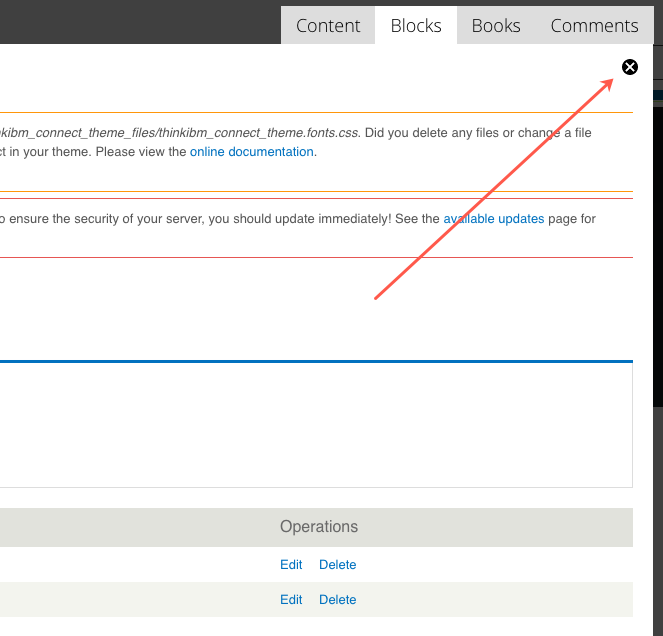 Content Blocks Books Comments
kibm_connect_theme_files/thinkibm_connect_theme.fonts.css. Did you delete any files or change a file
ct in your theme. Please view the online documentation.
o ensure the security of your server, you should update immediately! See the available updates page for
Operations
Edit Delete
Edit Delete